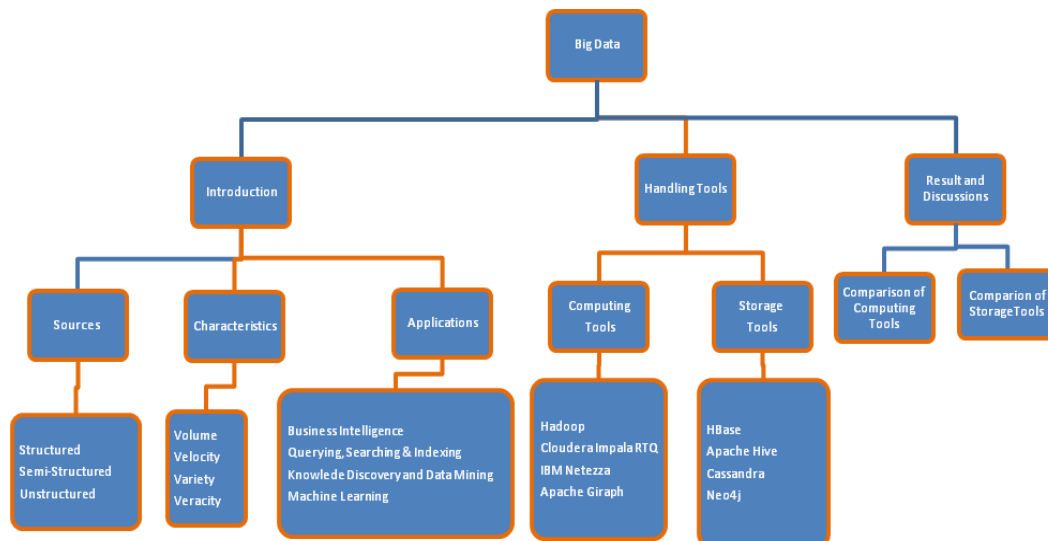 Big Data
Introduction
Handling Tools
Result and
Discussions
Sources
Characteristics
Applications
Computing
Tools
Storage
Tools
Comparison of
Computing
Tools
Comparion of
Storage Tools
Structured
Semi-Structured
Unstructured
Volume
Velocity
Variety
Veracity
Business Intelligence
Querying, Searching & Indexing
Knowlede Discovery and Data Mining
Machine Learning
Hadoop
Cloudera Impala RTQ
IBM Netezza
Apache Giraph
HBase
Apache Hive
Cassandra
Neo4j